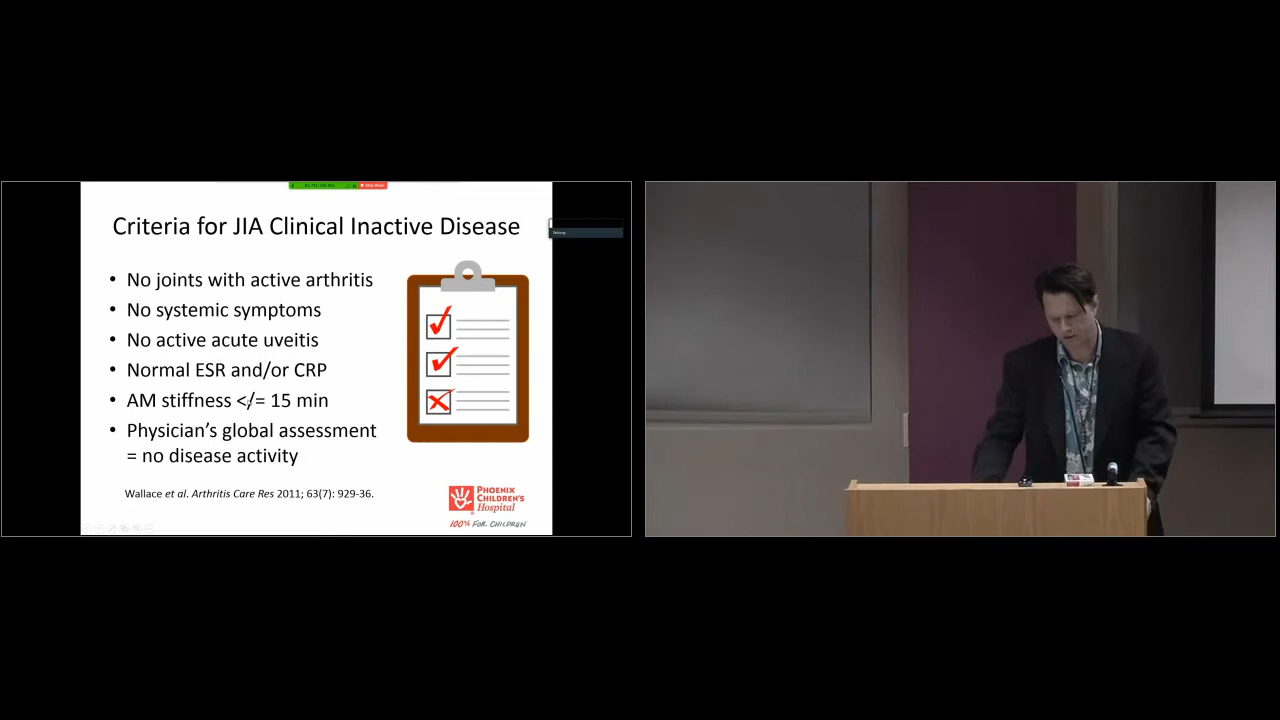 Criteria for JIA Clinical Inactive Disease
• No joints with active arthritis
• No systemic symptoms
• No active acute uveitis
• Normal ESR and/or CRP
• AM stiffness </= 15 min
• Physician's global assessment
= no disease activity
Wallace et al. Arthritis Care Res 2011; 63(7): 929-36.
PHOENIX
CHILDREN'S
Hospital
100% FOR CHILDREN